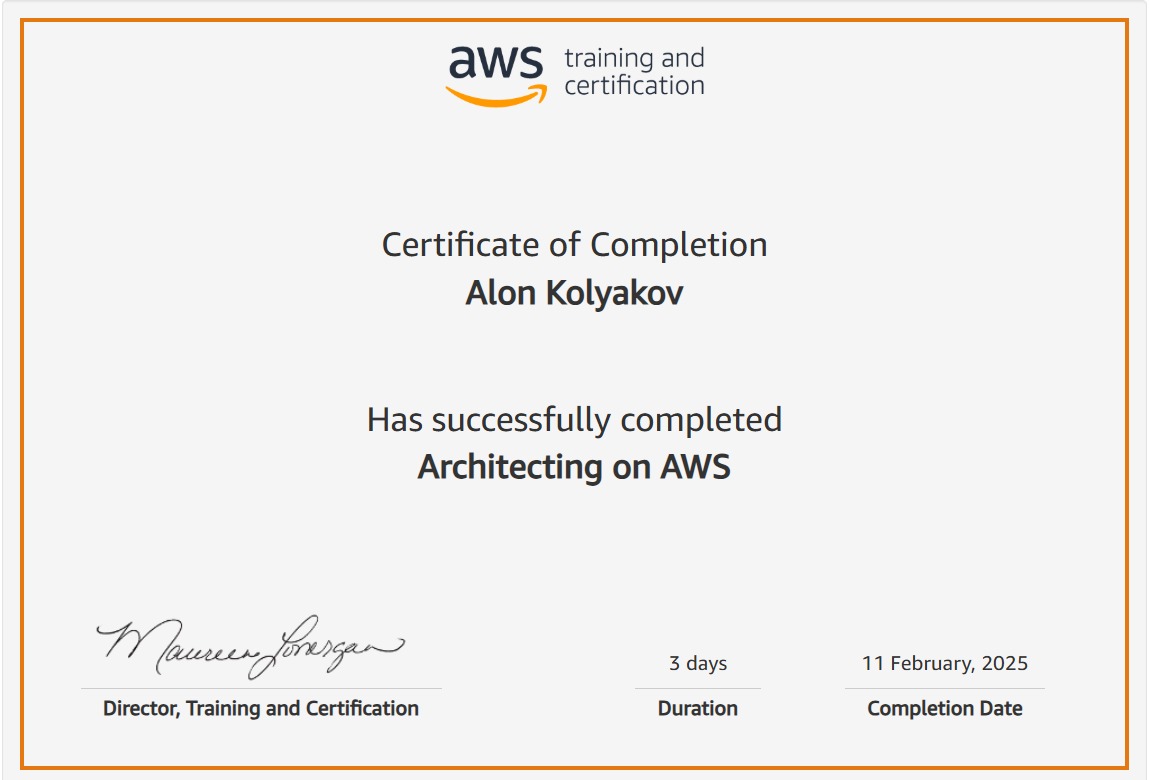 aws training and
certification
Certificate of Completion
Alon Kolyakov
Has successfully completed
Architecting on AWS
Maureen Lonergan
3 days
11 February, 2025
Director, Training and Certification
Duration
Completion Date